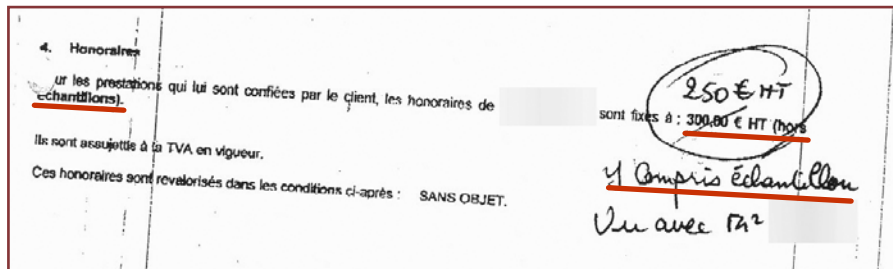 4. Honoraires
ur les prestations qui lui sont confiées par le client, les honoraires de sont fixés à : 300,00 € HT (hors
échantillons).
250 € HT
Ils sont assujettis à la TVA en vigueur.
Y Compris échantillon
Ces honoraires sont revalorisés dans les conditions ci-après : SANS OBJET.
Vu avec